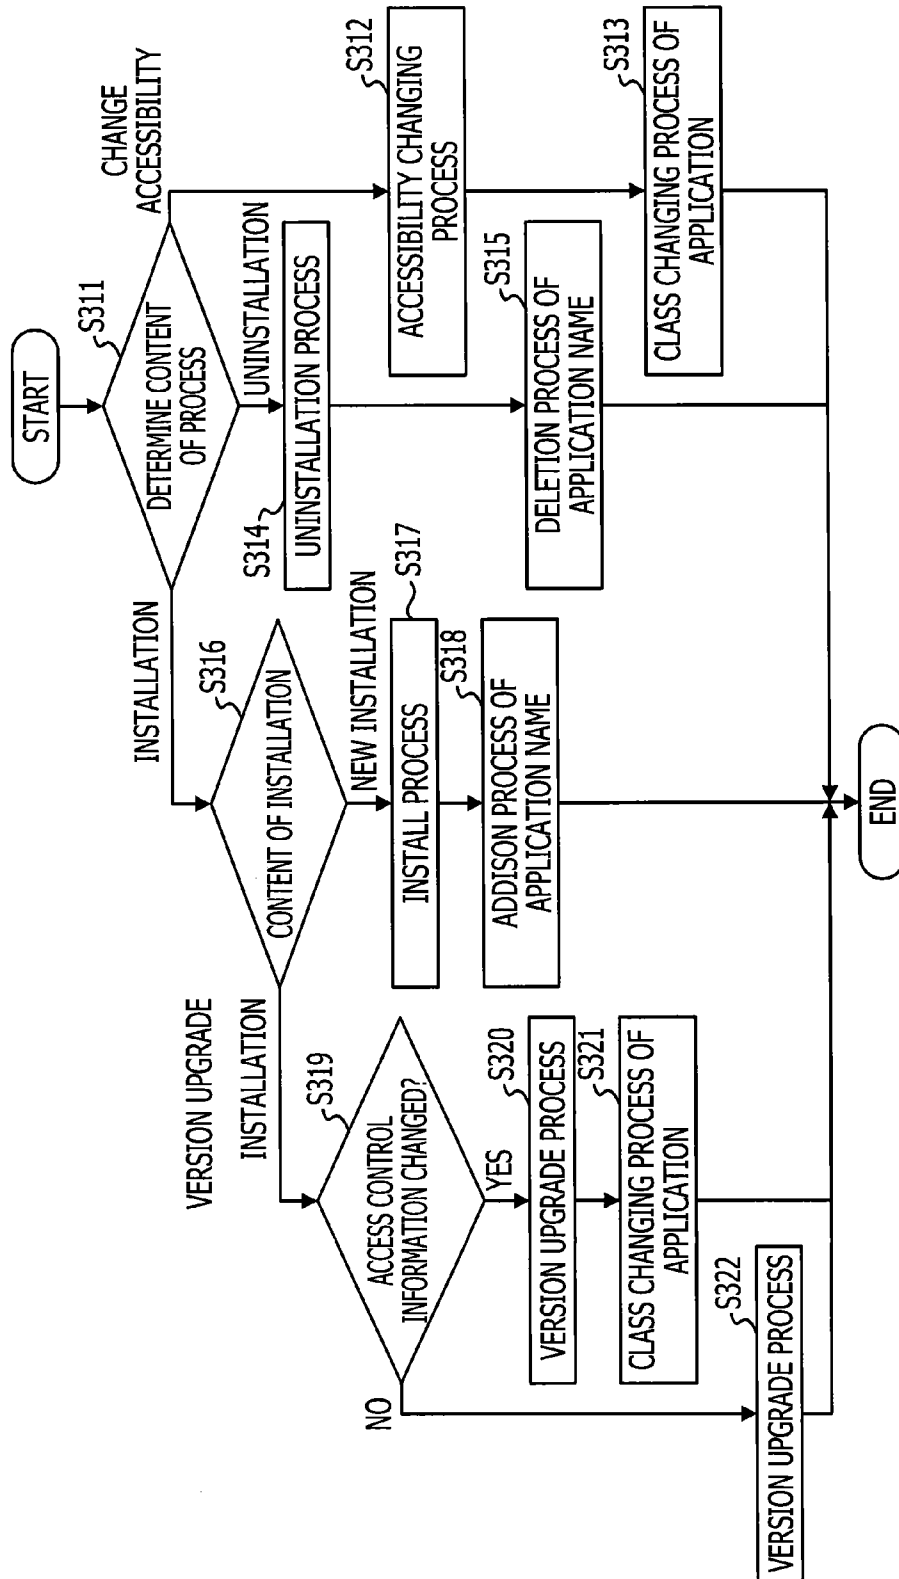 START
S311
DETERMINE CONTENT
OF PROCESS
CHANGE
ACCESSIBILITY
S312
ACCESSIBILITY CHANGING
PROCESS
S313
CLASS CHANGING PROCESS OF
APPLICATION
UNINSTALLATION
S314
UNINSTALLATION PROCESS
S315
DELETION PROCESS OF
APPLICATION NAME
INSTALLATION
S316
CONTENT OF INSTALLATION
NEW INSTALLATION
S317
INSTALL PROCESS
S318
ADDISON PROCESS OF
APPLICATION NAME
VERSION UPGRADE
INSTALLATION
S319
ACCESS CONTROL
INFORMATION CHANGED?
YES
S320
VERSION UPGRADE PROCESS
S321
CLASS CHANGING PROCESS OF
APPLICATION
NO
S322
VERSION UPGRADE PROCESS
END